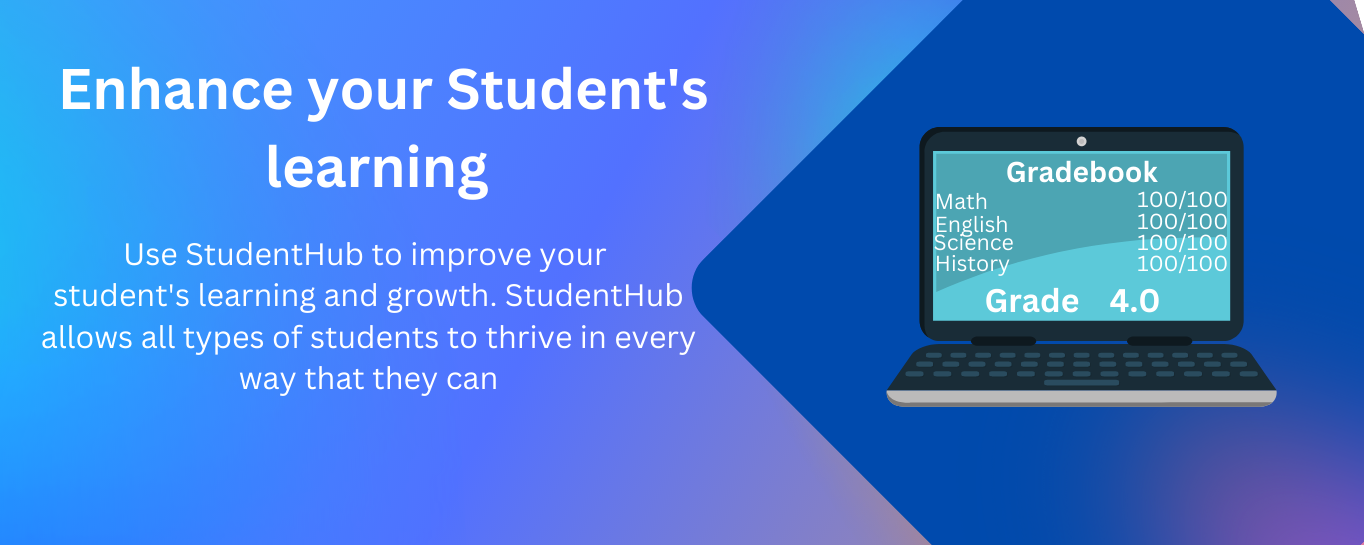 Enhance your Student's
learning
Use StudentHub to improve your
student's learning and growth. StudentHub
allows all types of students to thrive in every
way that they can
Gradebook
Math 100/100
English 100/100
Science 100/100
History 100/100
Grade 4.0